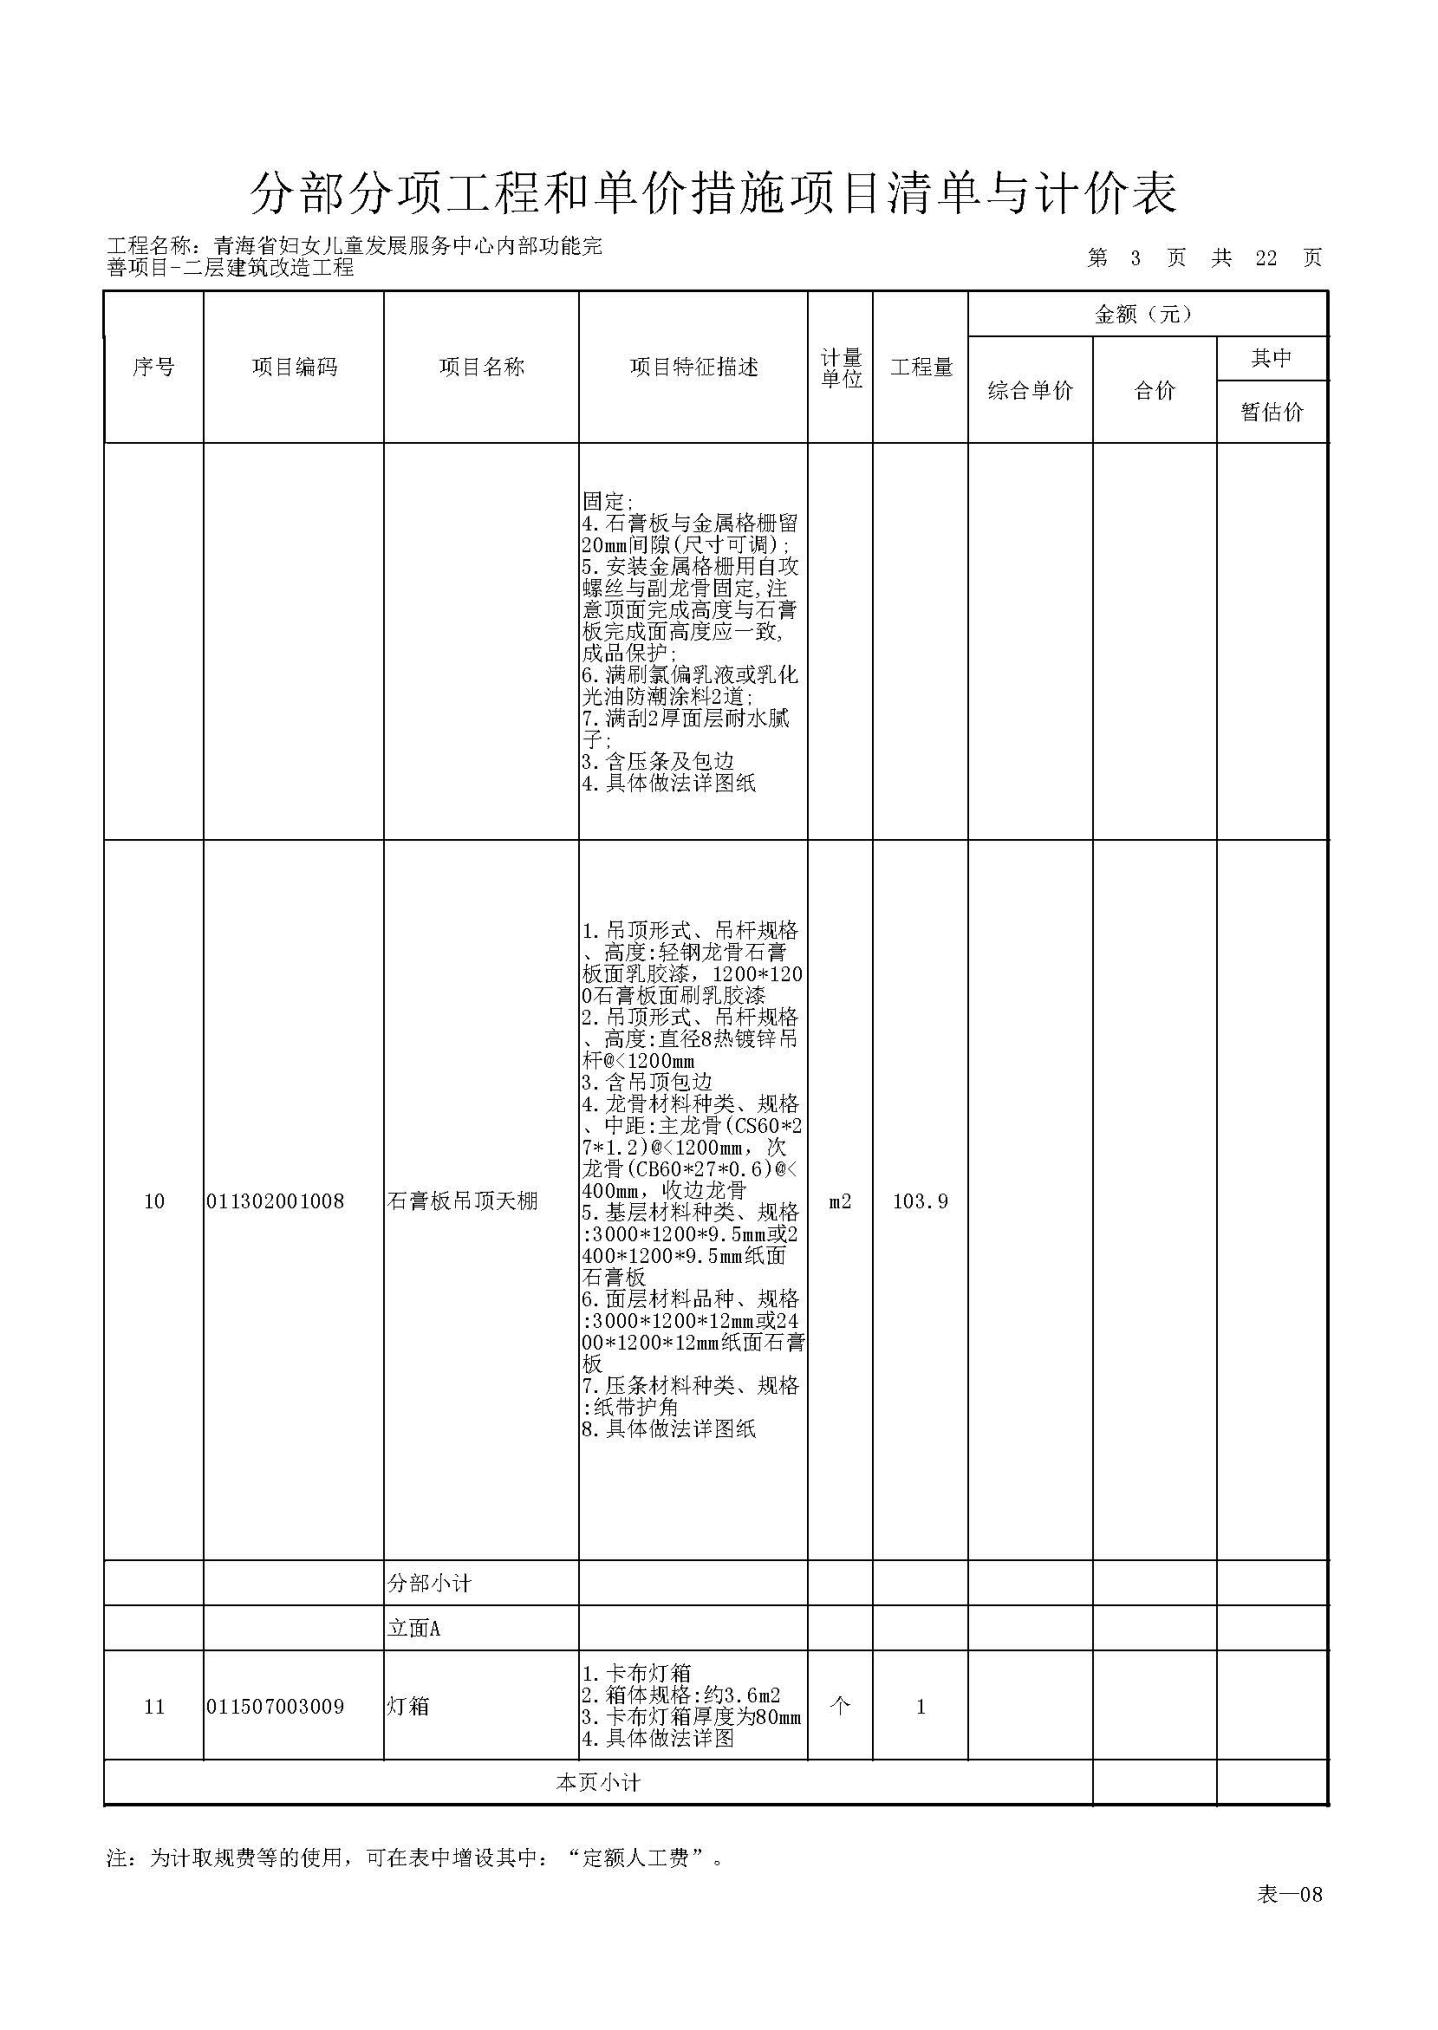 分部分项工程和单价措施项目清单与计价表
工程名称：青海省妇女儿童发展服务中心内部功能完
善项目-二层建筑改造工程
第 3 页 共 22 页
序号 项目编码 项目名称 项目特征描述 计量
单位 工程量 金额（元）
综合单价 合价 其中
暂估价
固定;
4.石膏板与金属格栅留
20mm间隙(尺寸可调);
5.安装金属格栅用自攻
螺丝与副龙骨固定,注
意顶面完成高度与石膏
板完成面高度应一致,
成品保护;
6.满刷氯偏乳液或乳化
光油防潮涂料2道;
7.满刮2厚面层耐水腻
子;
3.含压条及包边
4.具体做法详图纸
10 011302001008 石膏板吊顶天棚
1.吊顶形式、吊杆规格
、高度:轻钢龙骨石膏
板面乳胶漆，1200*120
0石膏板面刷乳胶漆
2.吊顶形式、吊杆规格
、高度:直径8热镀锌吊
杆@<1200mm
3.含吊顶包边
4.龙骨材料种类、规格
、中距:主龙骨(CS60*2
7*1.2)@<1200mm，次
龙骨(CB60*27*0.6)@<
400mm，收边龙骨
5.基层材料种类、规格
:3000*1200*9.5mm或2
400*1200*9.5mm纸面
石膏板
6.面层材料品种、规格
:3000*1200*12mm或24
00*1200*12mm纸面石膏
板
7.压条材料种类、规格
:纸带护角
8.具体做法详图纸
m2 103.9
分部小计
立面A
11 011507003009 灯箱
1.卡布灯箱
2.箱体规格:约3.6m2
3.卡布灯箱厚度为80mm
4.具体做法详图
个 1
本页小计
注：为计取规费等的使用，可在表中增设其中：“定额人工费”。
表—08